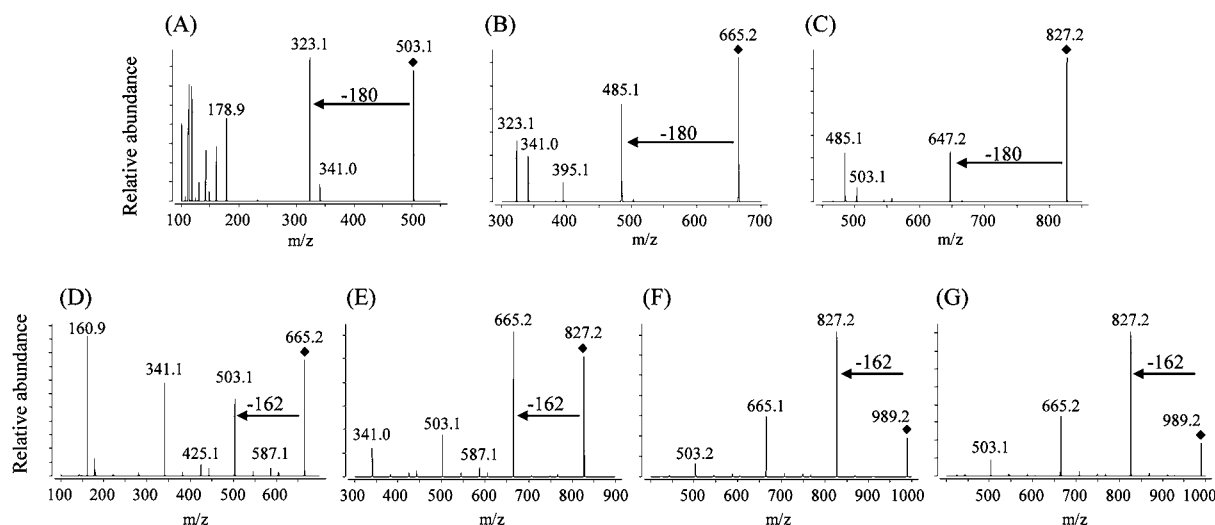 (A)
(B)
(C)
Relative abundance
323.1
503.1
178.9
-180
341.0
100 200 300 400 500
m/z
665.2
485.1
323.1
-180
341.0
395.1
300 400 500 600 700
m/z
827.2
485.1
647.2
-180
503.1
500 600 700 800
m/z
(D)
(E)
(F)
(G)
Relative abundance
160.9
665.2
341.1
503.1
-162
425.1
587.1
100 200 300 400 500 600
m/z
665.2
827.2
-162
503.1
341.0
587.1
300 400 500 600 700 800 900
m/z
827.2
-162
665.1
989.2
503.2
500 600 700 800 900 1000
m/z
827.2
-162
665.2
989.2
503.1
500 600 700 800 900 1000
m/z